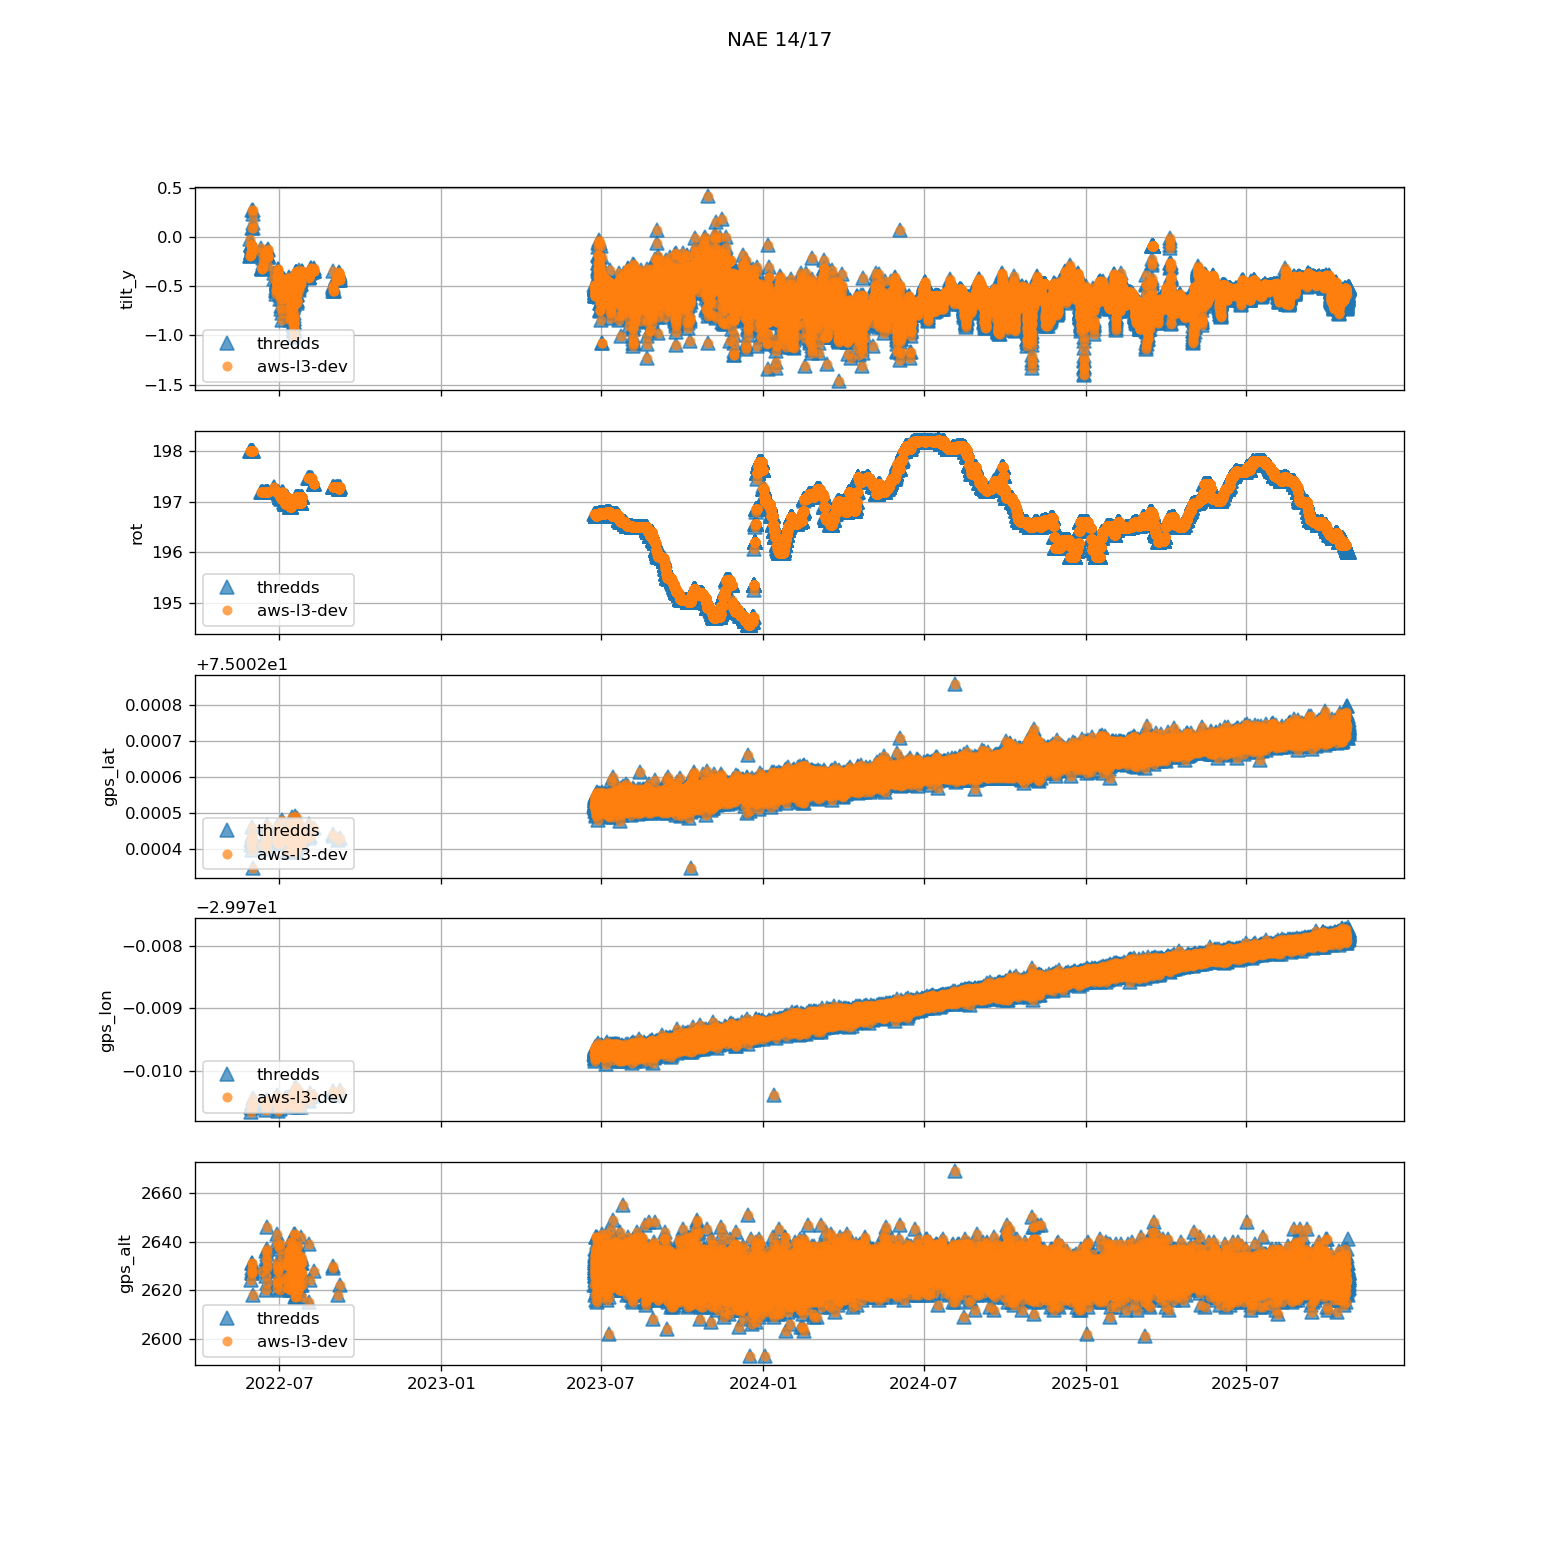 NAE 14/17
0.5
0.0
−0.5
−1.0
−1.5
tilt_y
thredds
aws-l3-dev
198
197
196
195
rot
thredds
aws-l3-dev
+7.5002e1
0.0008
0.0007
0.0006
0.0005
0.0004
gps_lat
thredds
aws-l3-dev
−2.997e1
−0.008
−0.009
−0.010
gps_lon
thredds
aws-l3-dev
2660
2640
2620
2600
gps_alt
thredds
aws-l3-dev
2022-07 2023-01 2023-07 2024-01 2024-07 2025-01 2025-07